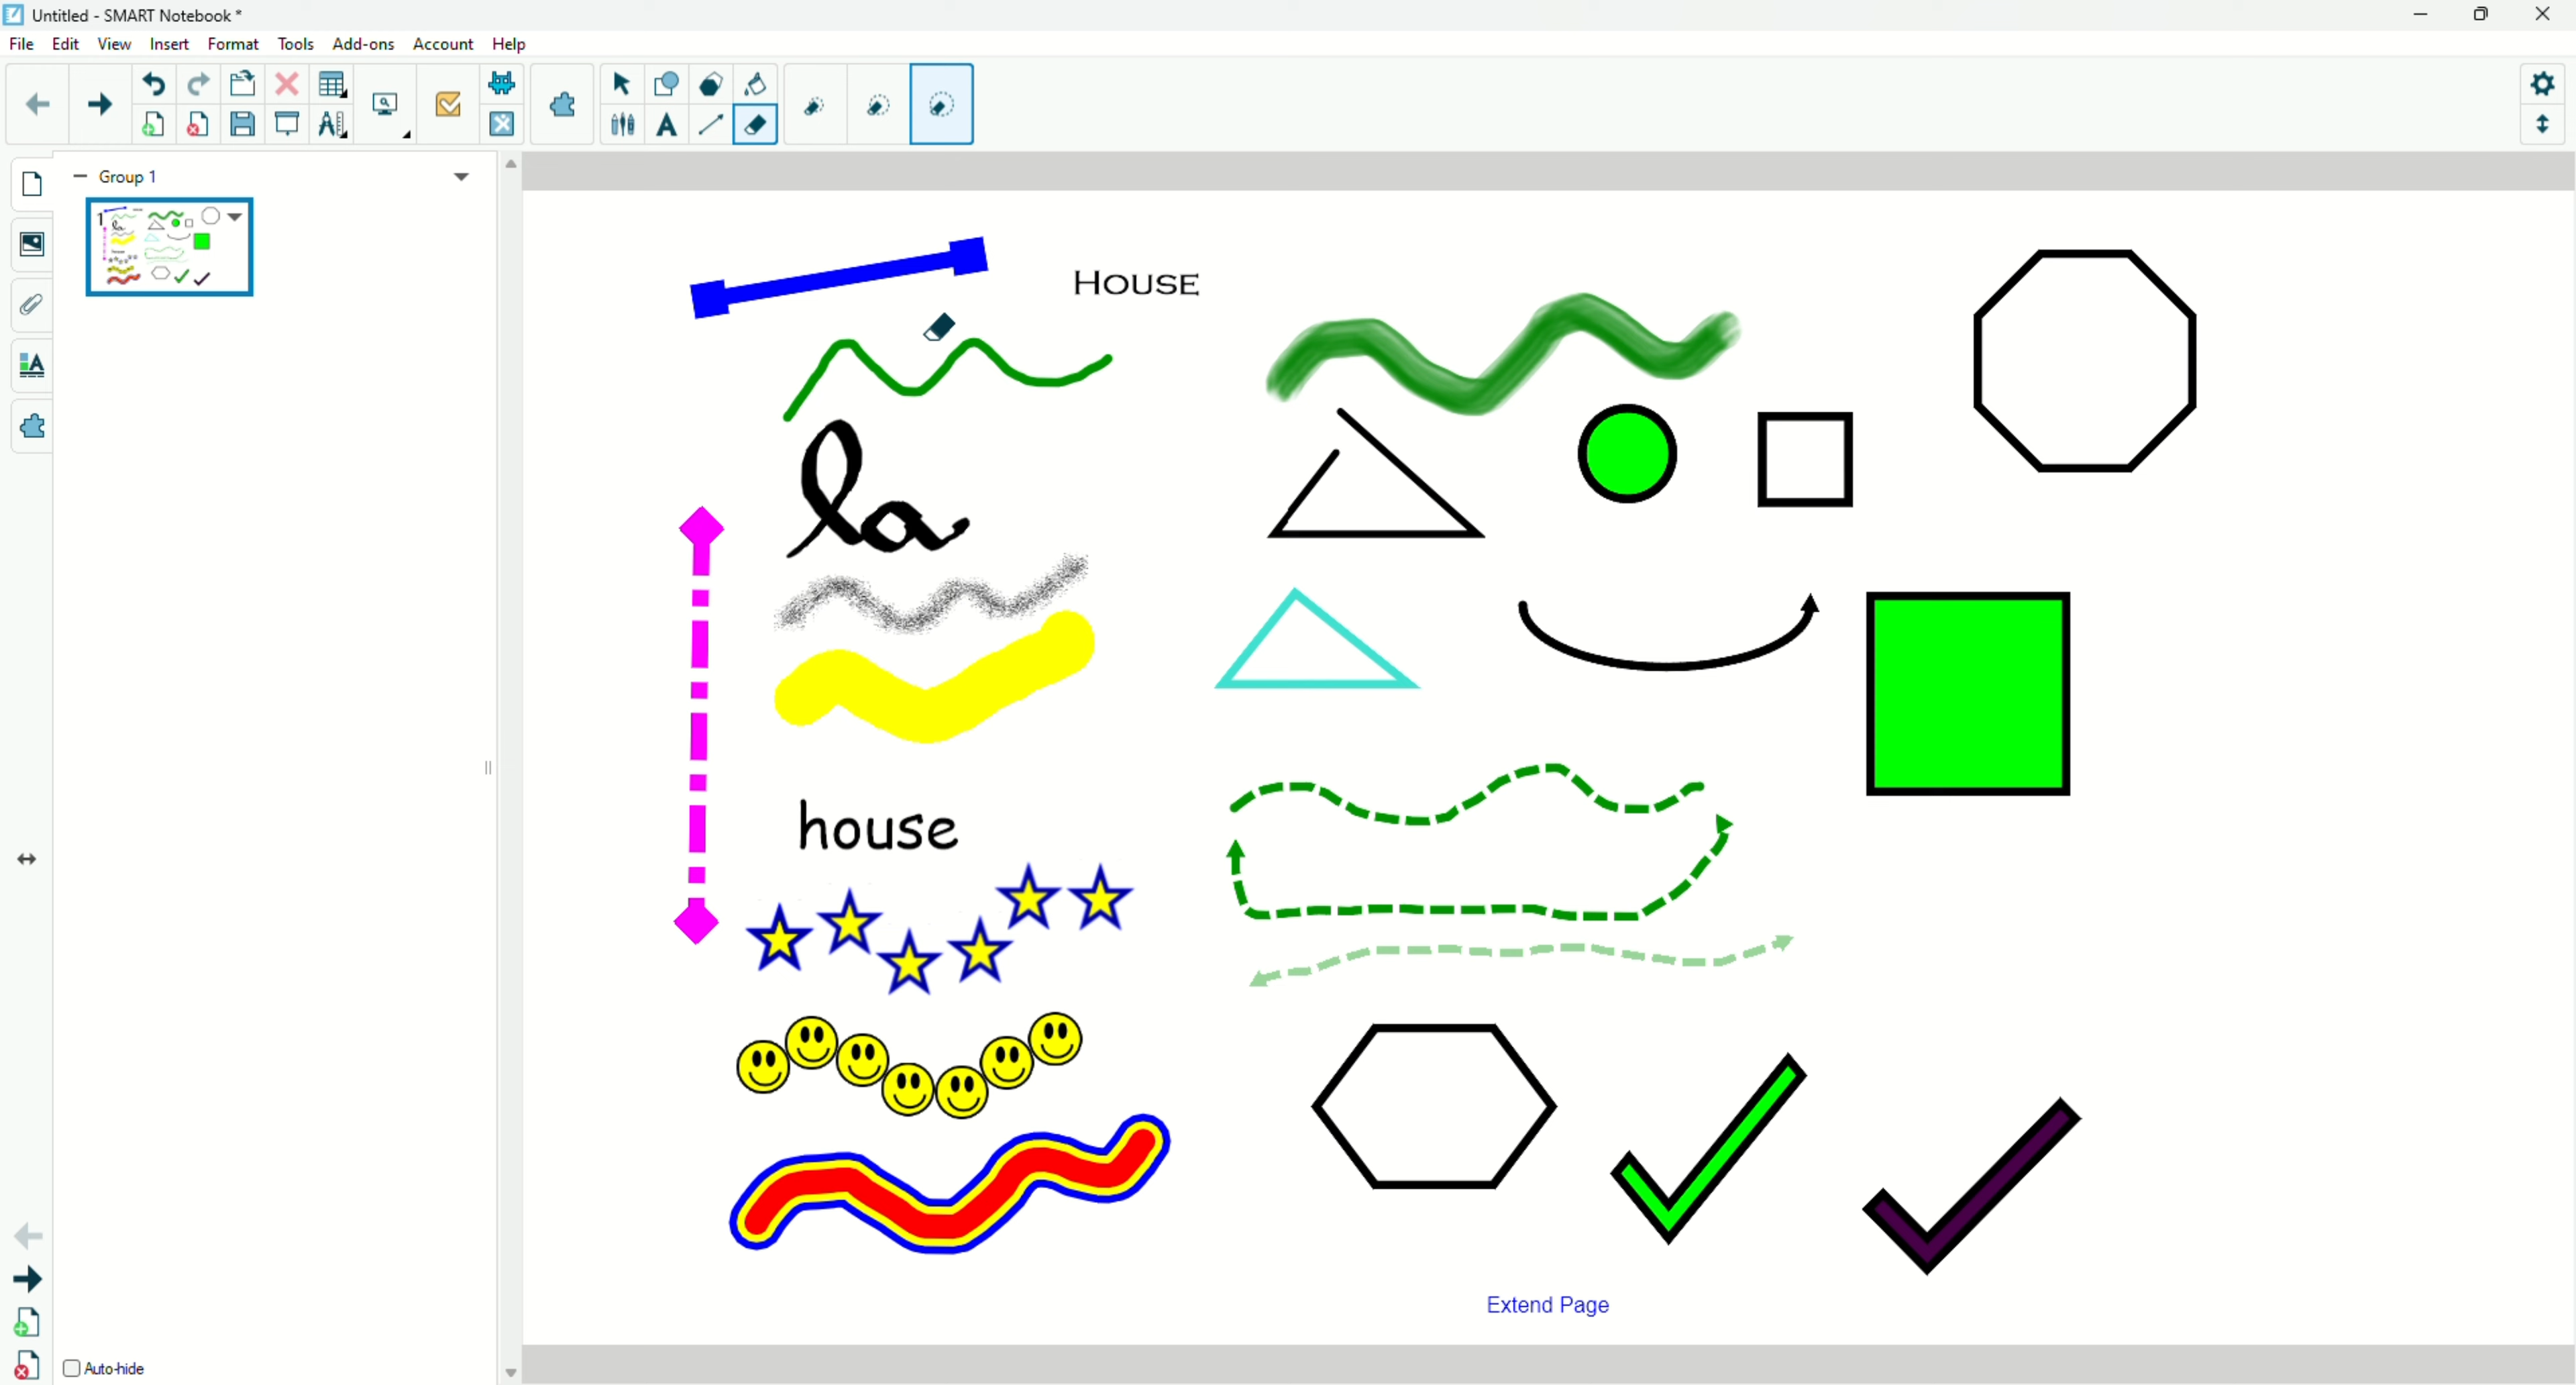 Untitled - SMART Notebook *
File Edit View Insert Format Tools Add-ons Account Help
Group 1
1
HOUSE
la
house
Extend Page
Auto-hide